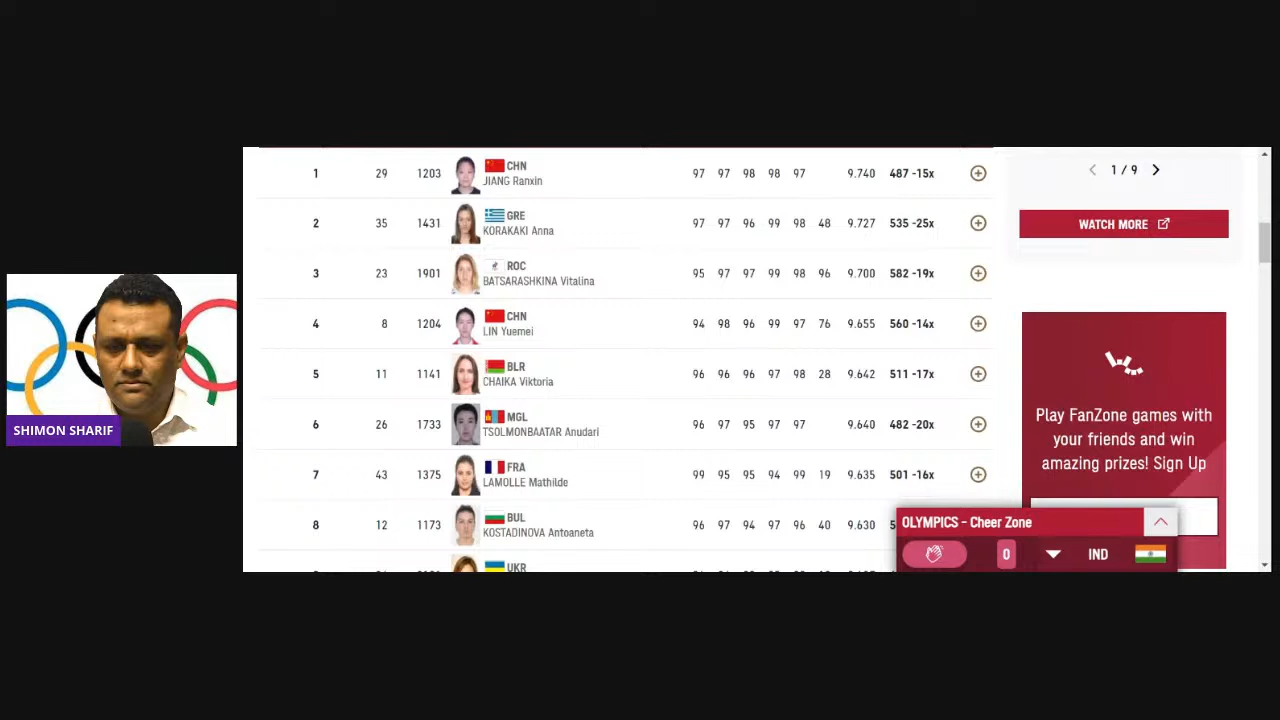 SHIMON SHARIF
1 29 1203 CHN JIANG Ranxin 97 97 98 98 97 9.740 487 -15x
2 35 1431 GRE KORAKAKI Anna 97 97 96 99 98 48 9.727 535 -25x
3 23 1901 ROC BATSARASHKINA Vitalina 95 97 97 99 98 96 9.700 582 -19x
4 8 1204 CHN LIN Yuemei 94 98 96 99 97 76 9.655 560 -14x
5 11 1141 BLR CHAIKA Viktoria 96 96 96 97 98 28 9.642 511 -17x
6 26 1733 MGL TSOLMONBAATAR Anudari 96 97 95 97 97 9.640 482 -20x
7 43 1375 FRA LAMOLLE Mathilde 99 95 95 94 99 19 9.635 501 -16x
8 12 1173 BUL KOSTADINOVA Antoaneta 96 97 94 97 96 40 9.630
UKR
1 / 9
WATCH MORE
Play FanZone games with
your friends and win
amazing prizes! Sign Up
OLYMPICS - Cheer Zone
0 IND